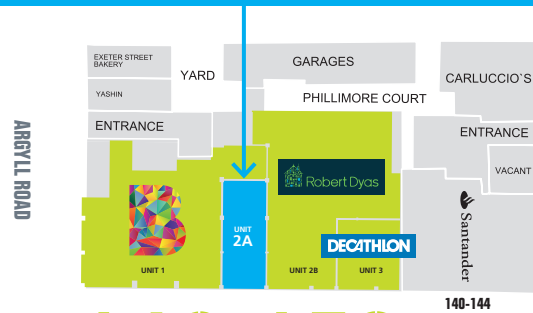 EXETER STREET
BAKERY
YARD
GARAGES
CARLUCCIO'S
YASHIN
PHILLIMORE COURT
ENTRANCE
ENTRANCE
ARGYLL ROAD
VACANT
Robert Dyas
B
UNIT
2A
DECATHLON
Santander
UNIT 1
UNIT 2B
UNIT 3
140-144